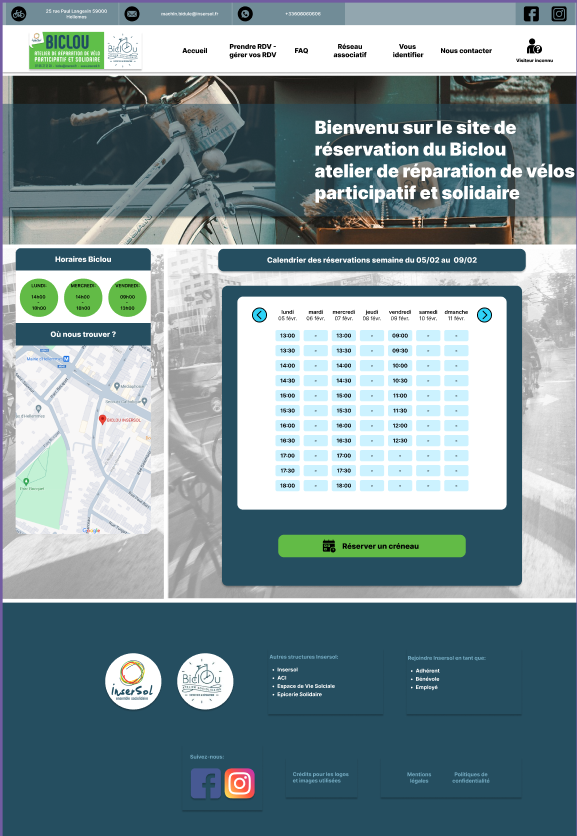 25 rue Paul Langevin 59000
Hellemmes
+33608060606
BICLOU
ATELIER DE RÉPARATION DE VÉLO
PARTICIPATIF ET SOLIDAIRE
BiclOu
Accueil
Prendre RDV -
gérer vos RDV
FAQ
Réseau
associatif
Vous
identifier
Nous contacter
Visiteur inconnu
Bienvenu sur le site de
réservation du Biclou
atelier de réparation de vélos
participatif et solidaire
Horaires Biclou
LUNDI MERCREDI VENDREDI
14h00 14h00 09h00
- - -
18h00 18h00 13h00
Où nous trouver ?
BICLOU INSERSOL
Google
Calendrier des réservations semaine du 05/02 au 09/02
lundi mardi mercredi jeudi vendredi samedi dmanche
05 févr. 06 févr. 07 févr. 08 févr. 09 févr. 10 févr. 11 févr.
13:00 - 13:00 - 09:00 - -
13:30 - 13:30 - 09:30 - -
14:00 - 14:00 - 10:00 - -
14:30 - 14:30 - 10:30 - -
15:00 - 15:00 - 11:00 - -
15:30 - 15:30 - 11:30 - -
16:00 - 16:00 - 12:00 - -
16:30 - 16:30 - 12:30 - -
17:00 - 17:00 - - - -
17:30 - 17:30 - - - -
18:00 - 18:00 - - - -
Réserver un créneau
InserSol
BiclOu
Autres structures Insersol:
• Insersol
• ACI
• Espace de Vie Solciale
• Epicerie Solidaire
Rejoindre Insersol en tant que:
• Adhérent
• Bénévole
• Employé
Suivez-nous:
Crédits pour les logos
et images utilisées
Mentions
légales
Politiques de
confidentialité